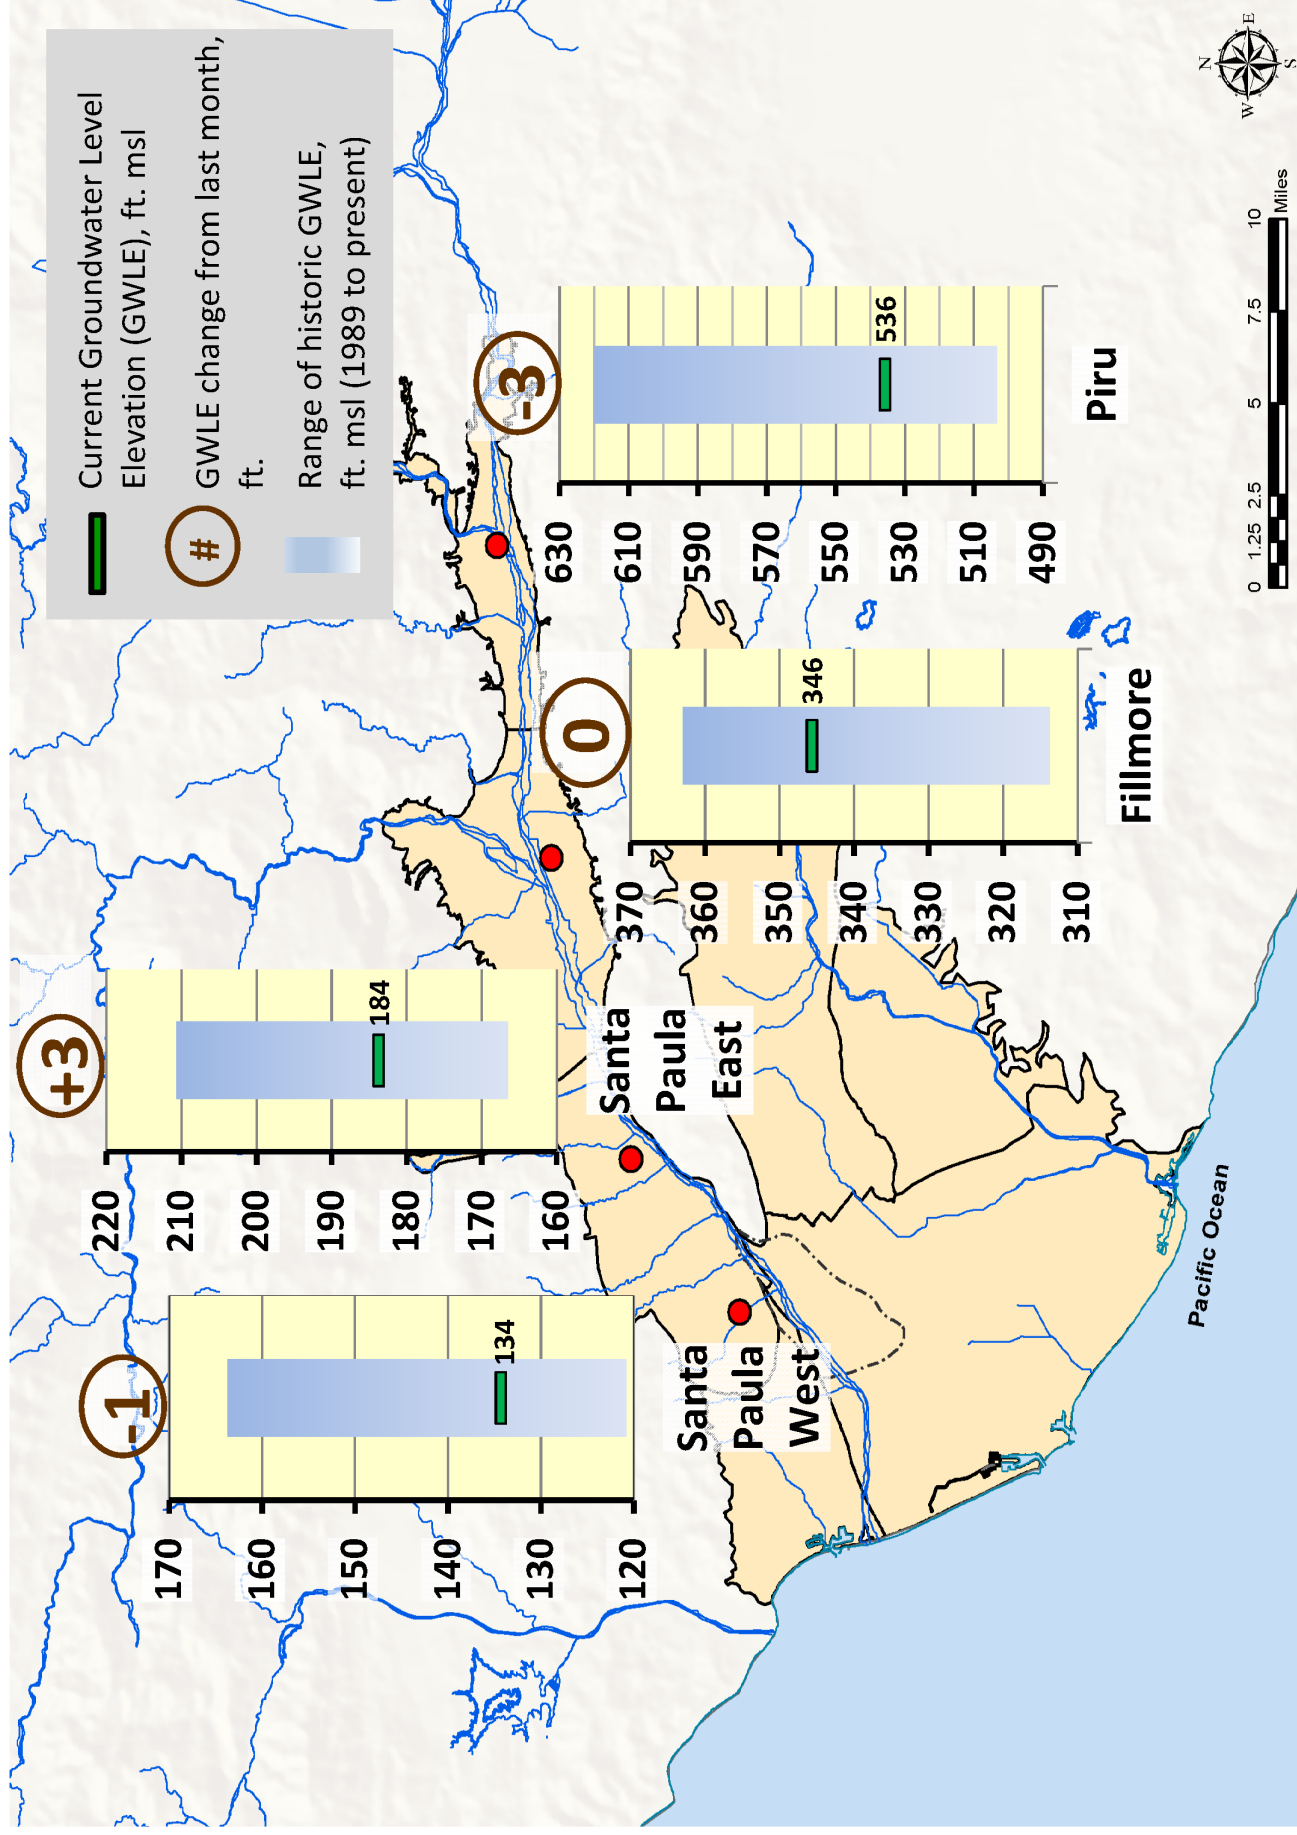 Current Groundwater Level
Elevation (GWLE), ft. msl
#
GWLE change from last month,
ft.
Range of historic GWLE,
ft. msl (1989 to present)
-1
170
160
150
140
130
120
134
Santa
Paula
West
+3
220
210
200
190
180
170
160
184
Santa
Paula
East
0
370
360
350
340
330
320
310
346
Fillmore
-3
630
610
590
570
550
530
510
490
536
Piru
Pacific Ocean
N
W
E
S
0 1.25 2.5 5 7.5 10
Miles